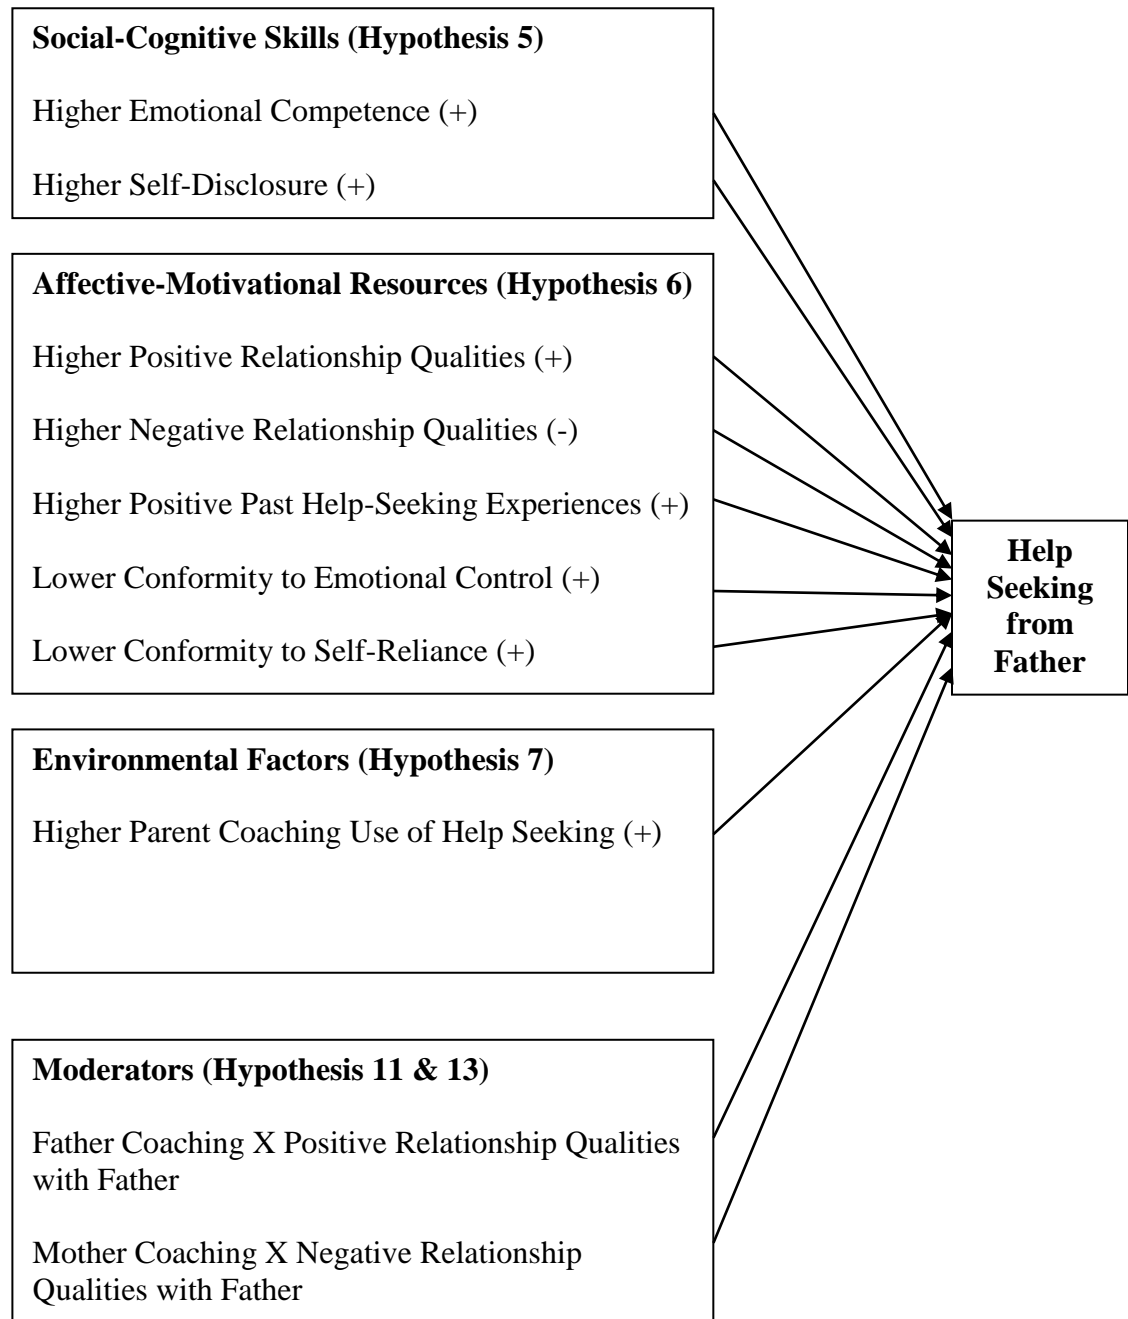 Social-Cognitive Skills (Hypothesis 5)
Higher Emotional Competence (+)
Higher Self-Disclosure (+)
Affective-Motivational Resources (Hypothesis 6)
Higher Positive Relationship Qualities (+)
Higher Negative Relationship Qualities (-)
Higher Positive Past Help-Seeking Experiences (+)
Lower Conformity to Emotional Control (+)
Lower Conformity to Self-Reliance (+)
Environmental Factors (Hypothesis 7)
Higher Parent Coaching Use of Help Seeking (+)
Moderators (Hypothesis 11 & 13)
Father Coaching X Positive Relationship Qualities
with Father
Mother Coaching X Negative Relationship
Qualities with Father
Help
Seeking
from
Father